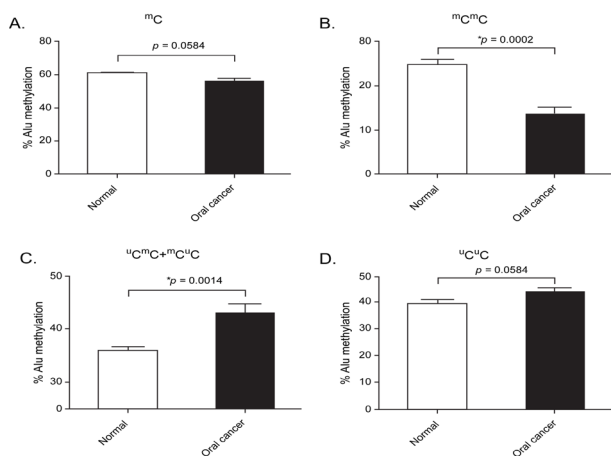 A.
ᵐC
p = 0.0584
% Alu methylation
80
60
40
20
0
Normal
Oral cancer
B.
ᵐCᵐC
*p = 0.0002
% Alu methylation
80
20
10
0
Normal
Oral cancer
C.
ᵘCᵐC+ᵐCᵘC
*p = 0.0014
% Alu methylation
50
40
30
0
Normal
Oral cancer
D.
ᵘCᵘC
p = 0.0584
% Alu methylation
50
40
30
20
10
0
Normal
Oral cancer